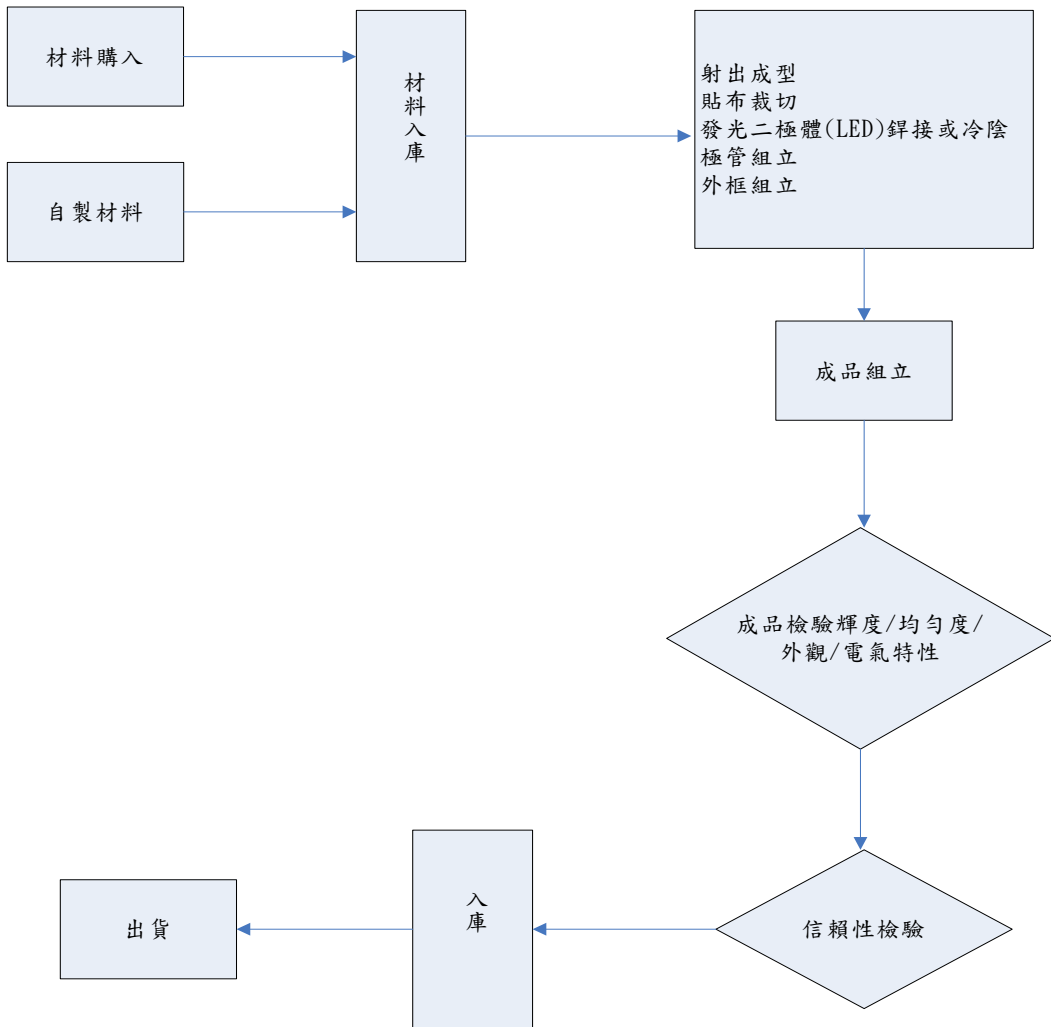 材料購入
自製材料
材料入庫
射出成型
貼布裁切
發光二極體(LED)銲接或冷陰
極管組立
外框組立
成品組立
成品檢驗輝度/均勻度/
外觀/電氣特性
信賴性檢驗
入庫
出貨